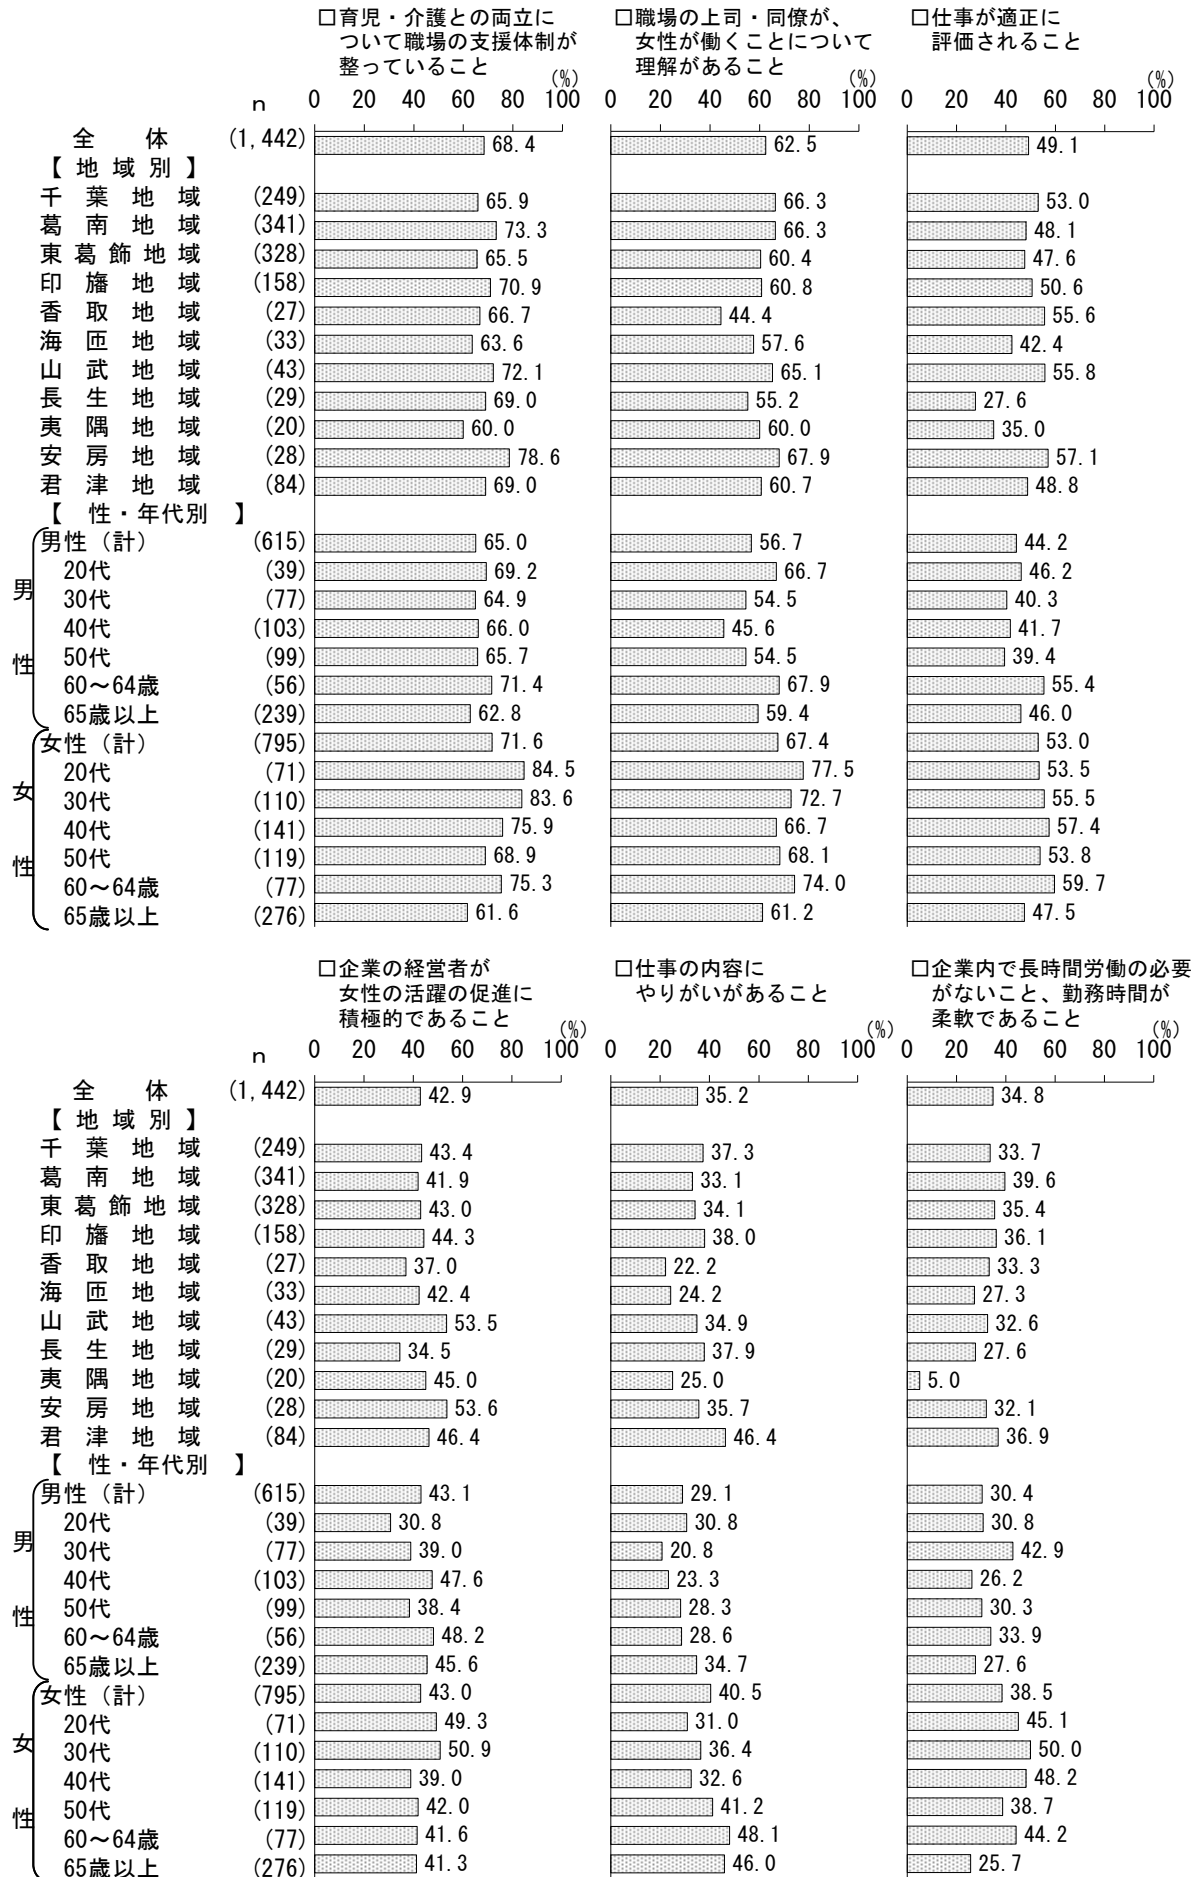 □育児・介護との両立に
ついて職場の支援体制が
整っていること
□職場の上司・同僚が、
女性が働くことについて
理解があること
□仕事が適正に
評価されること
(%) (%) (%)
n 0 20 40 60 80 100 0 20 40 60 80 100 0 20 40 60 80 100
全体 (1,442) 68.4 62.5 49.1
【地域別】
千葉地域 (249) 65.9 66.3 53.0
葛南地域 (341) 73.3 66.3 48.1
東葛飾地域 (328) 65.5 60.4 47.6
印旛地域 (158) 70.9 60.8 50.6
香取地域 (27) 66.7 44.4 55.6
海匝地域 (33) 63.6 57.6 42.4
山武地域 (43) 72.1 65.1 55.8
長生地域 (29) 69.0 55.2 27.6
夷隅地域 (20) 60.0 60.0 35.0
安房地域 (28) 78.6 67.9 57.1
君津地域 (84) 69.0 60.7 48.8
【性・年代別】
男性
男性(計) (615) 65.0 56.7 44.2
20代 (39) 69.2 66.7 46.2
30代 (77) 64.9 54.5 40.3
40代 (103) 66.0 45.6 41.7
50代 (99) 65.7 54.5 39.4
60~64歳 (56) 71.4 67.9 55.4
65歳以上 (239) 62.8 59.4 46.0
女性
女性(計) (795) 71.6 67.4 53.0
20代 (71) 84.5 77.5 53.5
30代 (110) 83.6 72.7 55.5
40代 (141) 75.9 66.7 57.4
50代 (119) 68.9 68.1 53.8
60~64歳 (77) 75.3 74.0 59.7
65歳以上 (276) 61.6 61.2 47.5
□企業の経営者が
女性の活躍の促進に
積極的であること
□仕事の内容に
やりがいがあること
□企業内で長時間労働の必要
がないこと、勤務時間が
柔軟であること
(%) (%) (%)
n 0 20 40 60 80 100 0 20 40 60 80 100 0 20 40 60 80 100
全体 (1,442) 42.9 35.2 34.8
【地域別】
千葉地域 (249) 43.4 37.3 33.7
葛南地域 (341) 41.9 33.1 39.6
東葛飾地域 (328) 43.0 34.1 35.4
印旛地域 (158) 44.3 38.0 36.1
香取地域 (27) 37.0 22.2 33.3
海匝地域 (33) 42.4 24.2 27.3
山武地域 (43) 53.5 34.9 32.6
長生地域 (29) 34.5 37.9 27.6
夷隅地域 (20) 45.0 25.0 5.0
安房地域 (28) 53.6 35.7 32.1
君津地域 (84) 46.4 46.4 36.9
【性・年代別】
男性
男性(計) (615) 43.1 29.1 30.4
20代 (39) 30.8 30.8 30.8
30代 (77) 39.0 20.8 42.9
40代 (103) 47.6 23.3 26.2
50代 (99) 38.4 28.3 30.3
60~64歳 (56) 48.2 28.6 33.9
65歳以上 (239) 45.6 34.7 27.6
女性
女性(計) (795) 43.0 40.5 38.5
20代 (71) 49.3 31.0 45.1
30代 (110) 50.9 36.4 50.0
40代 (141) 39.0 32.6 48.2
50代 (119) 42.0 41.2 38.7
60~64歳 (77) 41.6 48.1 44.2
65歳以上 (276) 41.3 46.0 25.7